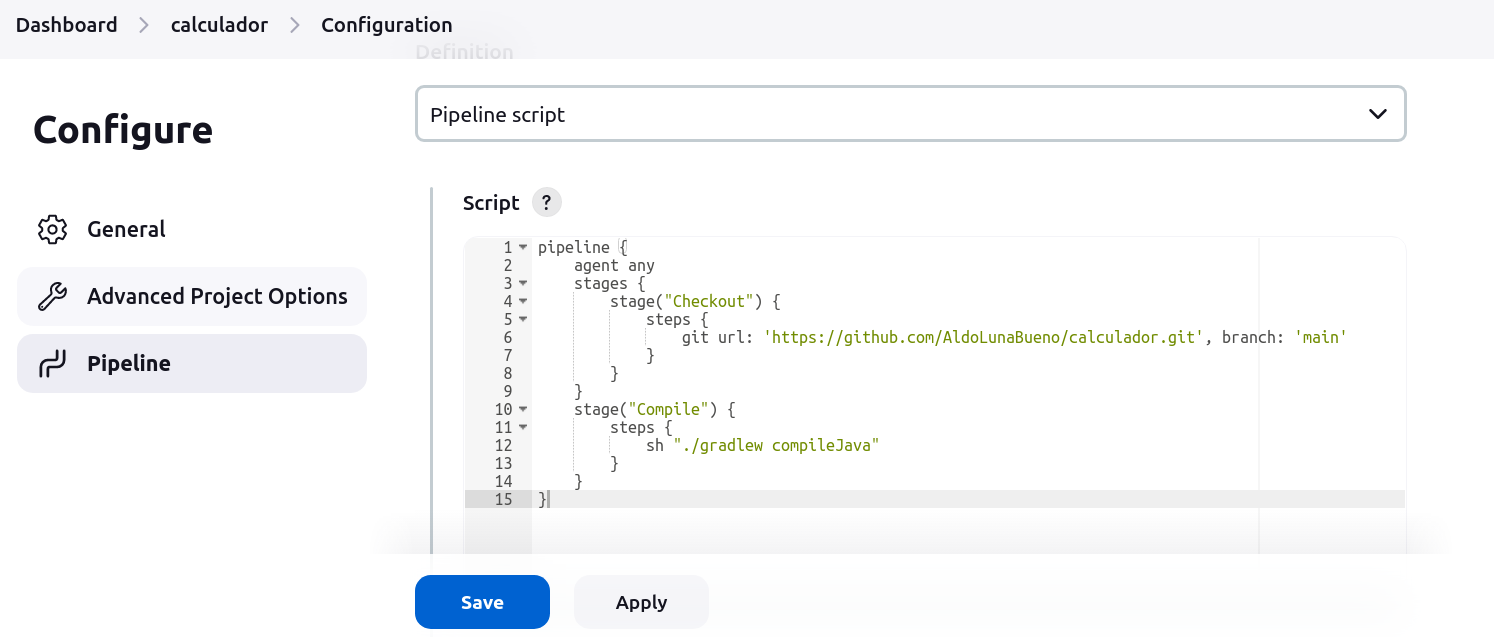 Dashboard > calculador > Configuration
Definition
Configure
General
Advanced Project Options
Pipeline
Pipeline script
Script ?
1 pipeline {
2     agent any
3     stages {
4         stage("Checkout") {
5             steps {
6                 git url: 'https://github.com/AldoLunaBueno/calculador.git', branch: 'main'
7             }
8         }
9     }
10     stage("Compile") {
11         steps {
12             sh "./gradlew compileJava"
13         }
14     }
15 }
Save
Apply